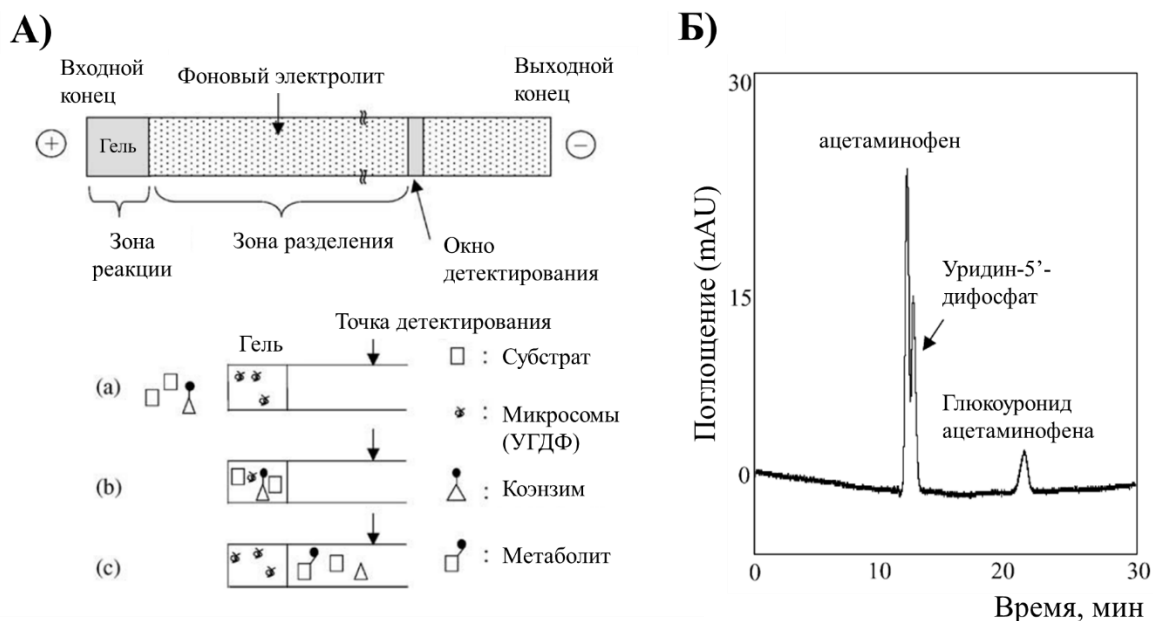 А)
Входной
конец
Фоновый электролит
Выходной
конец
+
Гель
−
Зона
реакции
Зона разделения
Окно
детектирования
Точка детектирования
Гель
(a)
(b)
(c)
: Субстрат
: Микросомы
(УГДФ)
: Коэнзим
: Метаболит
Б)
Поглощение (mAU)
30
15
0
ацетаминофен
Уридин-5’-
дифосфат
Глюкоуронид
ацетаминофена
0
10
20
30
Время, мин